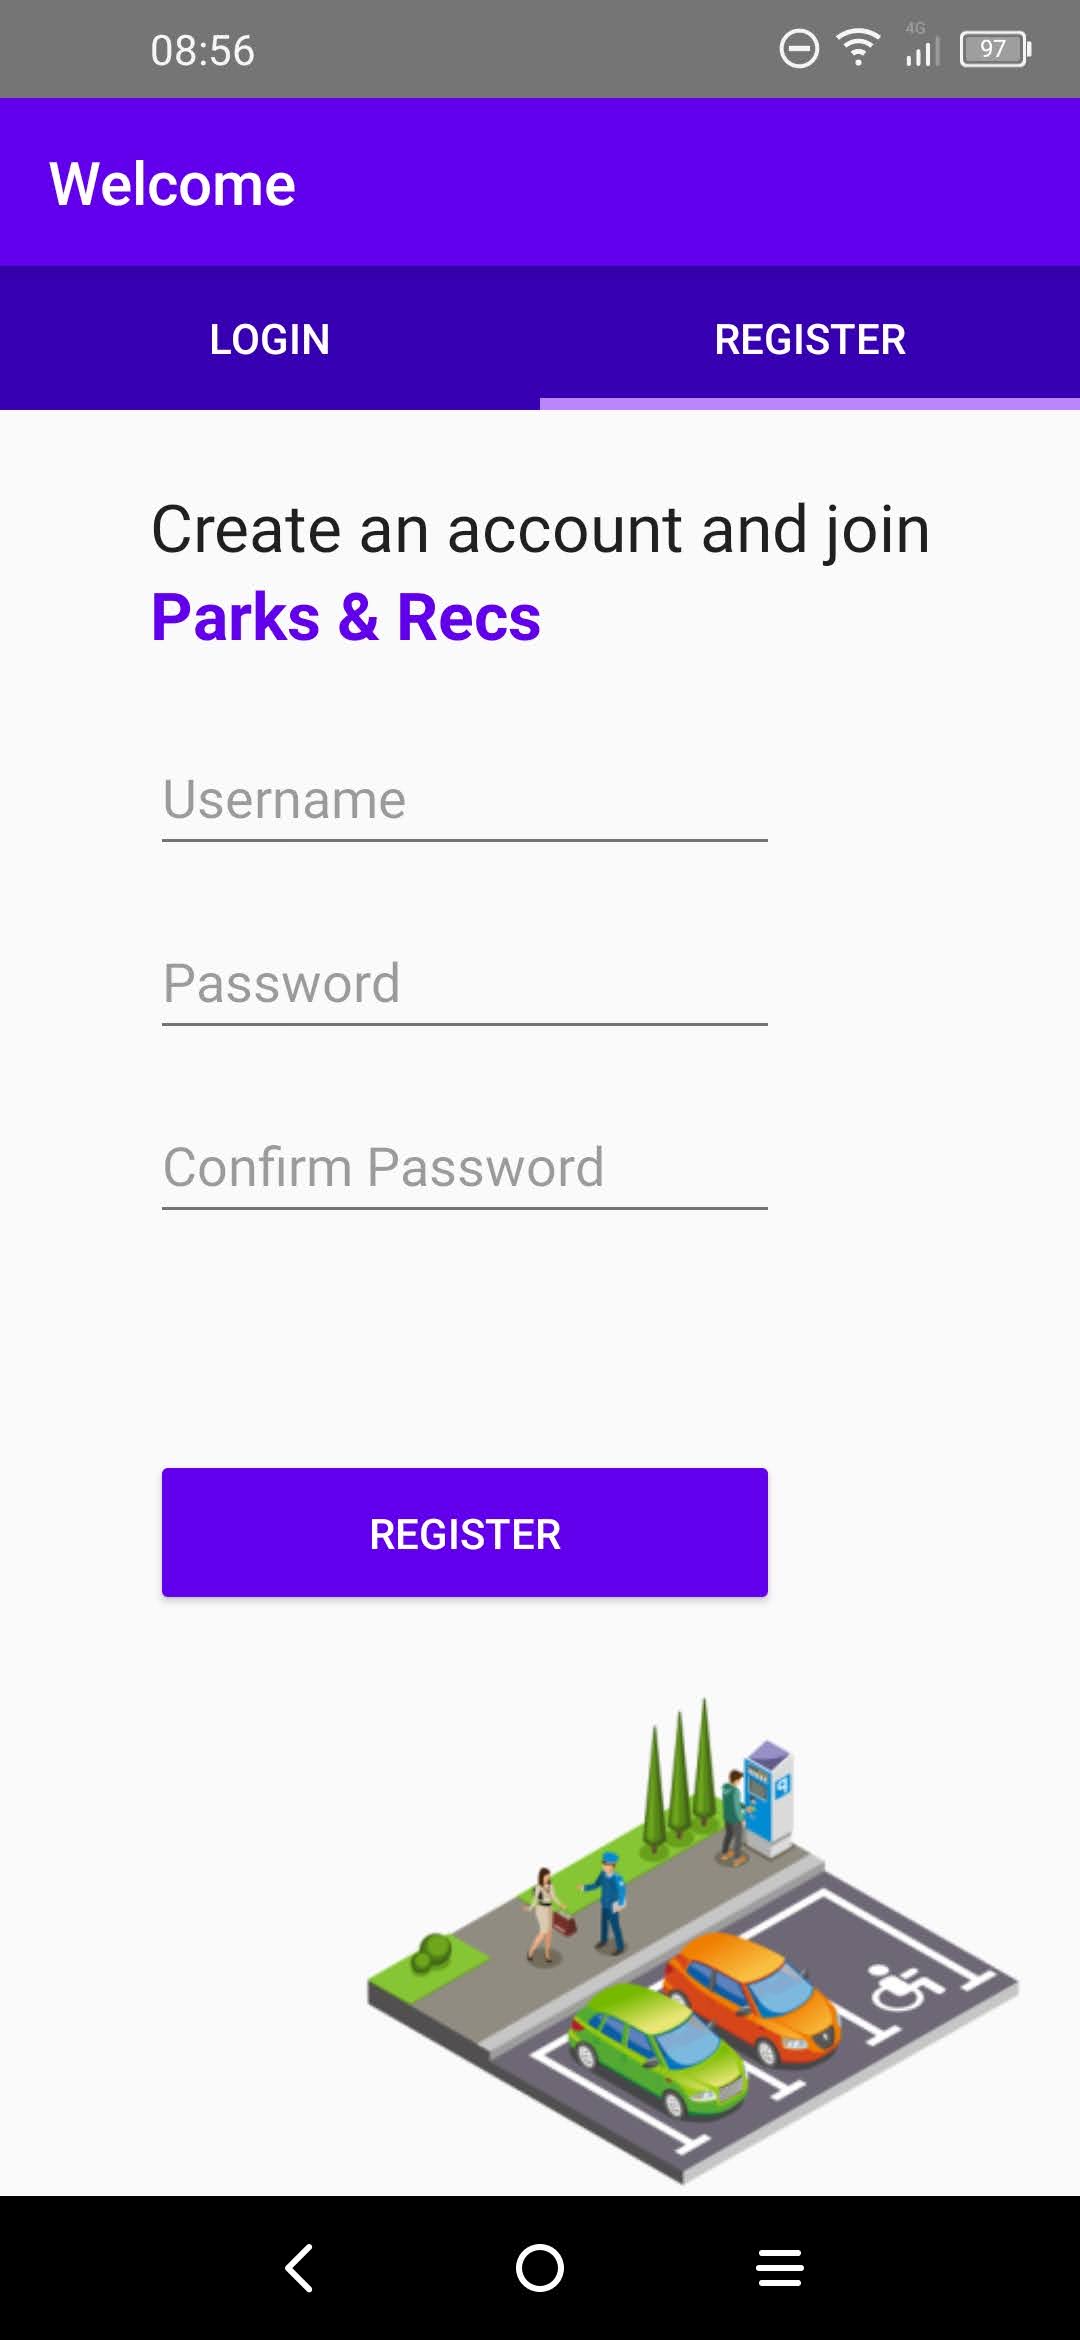 08:56
4G
97
Welcome
LOGIN
REGISTER
Create an account and join
Parks & Recs
Username
Password
Confirm Password
REGISTER